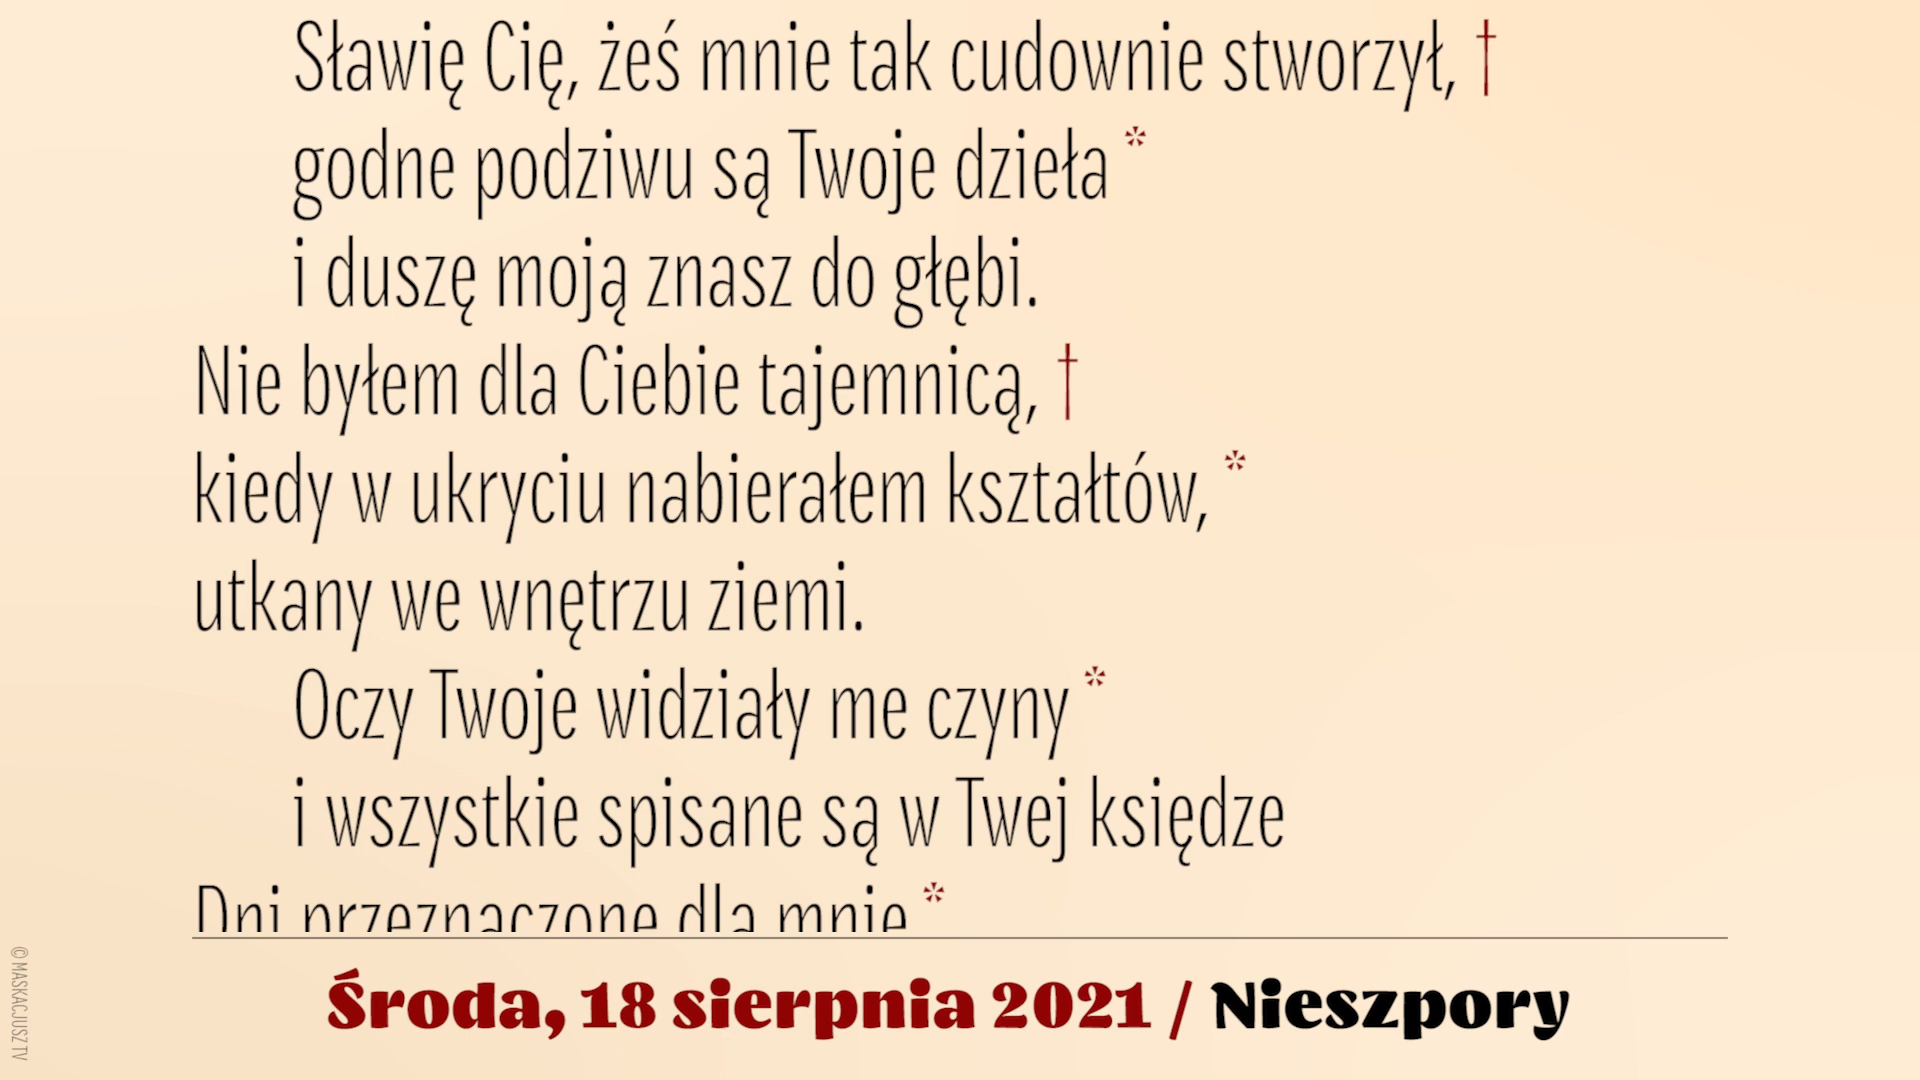 Sławię Cię, żeś mnie tak cudownie stworzył, †
godne podziwu są Twoje dzieła *
i duszę moją znasz do głębi.
Nie byłem dla Ciebie tajemnicą, †
kiedy w ukryciu nabierałem kształtów, *
utkany we wnętrzu ziemi.
Oczy Twoje widziały me czyny *
i wszystkie spisane są w Twej księdze
Dni przeznaczone dla mnie *
Środa, 18 sierpnia 2021 / Nieszpory
© MASKACJUSZ TV